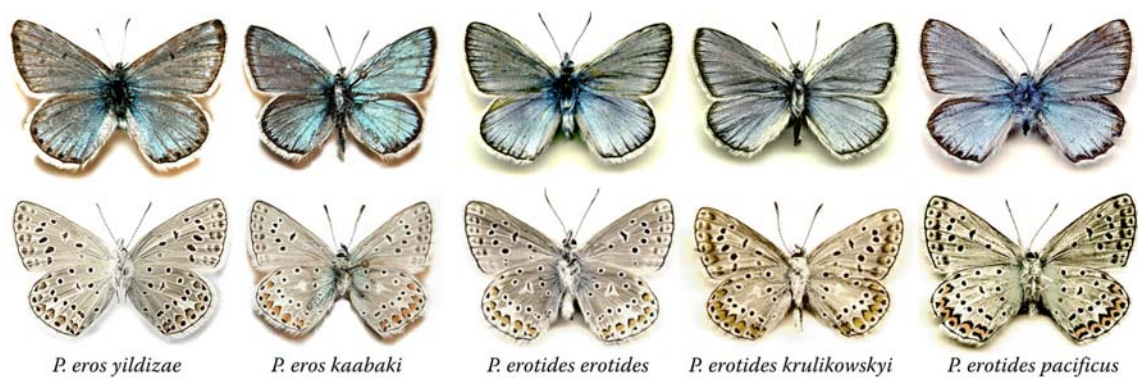 P. eros yildizae P. eros kaabaki P. erotides erotides P. erotides krulikowskyi P. erotides pacificus